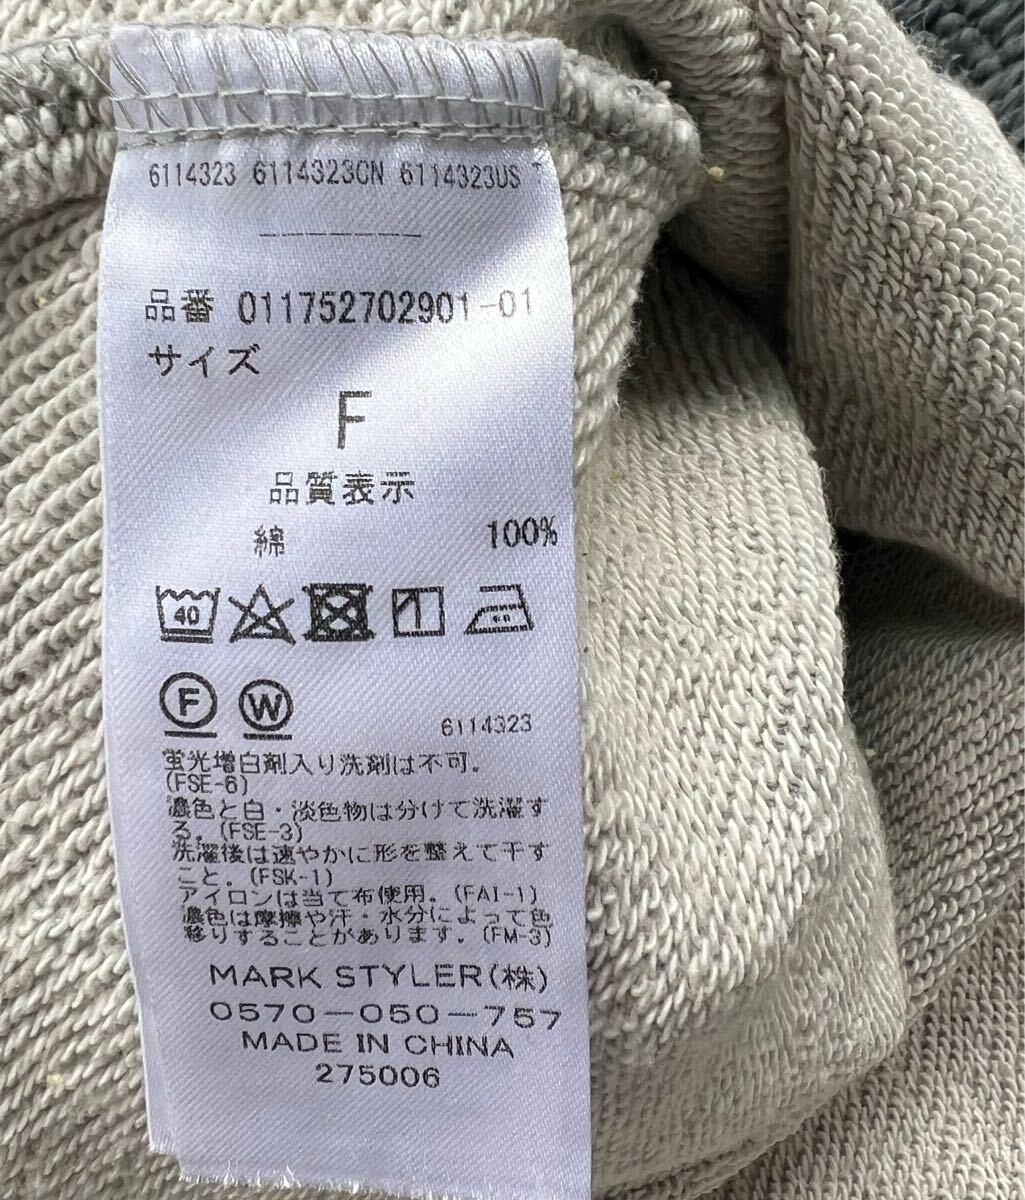 6114323 6114323CN 6114323US T
品番 011752702901-01
サイズ
F
品質表示
綿 100%
40
F W
6114323
蛍光増白剤入り洗剤は不可。
(FSE-6)
濃色と白・淡色物は分けて洗濯す
る。(FSE-3)
洗濯後は速やかに形を整えて干す
こと。(FSK-1)
アイロンは当て布使用。(FAI-1)
濃色は摩擦や汗・水分によって色
移りすることがあります。(FM-3)
MARK STYLER(株)
0570-050-757
MADE IN CHINA
275006